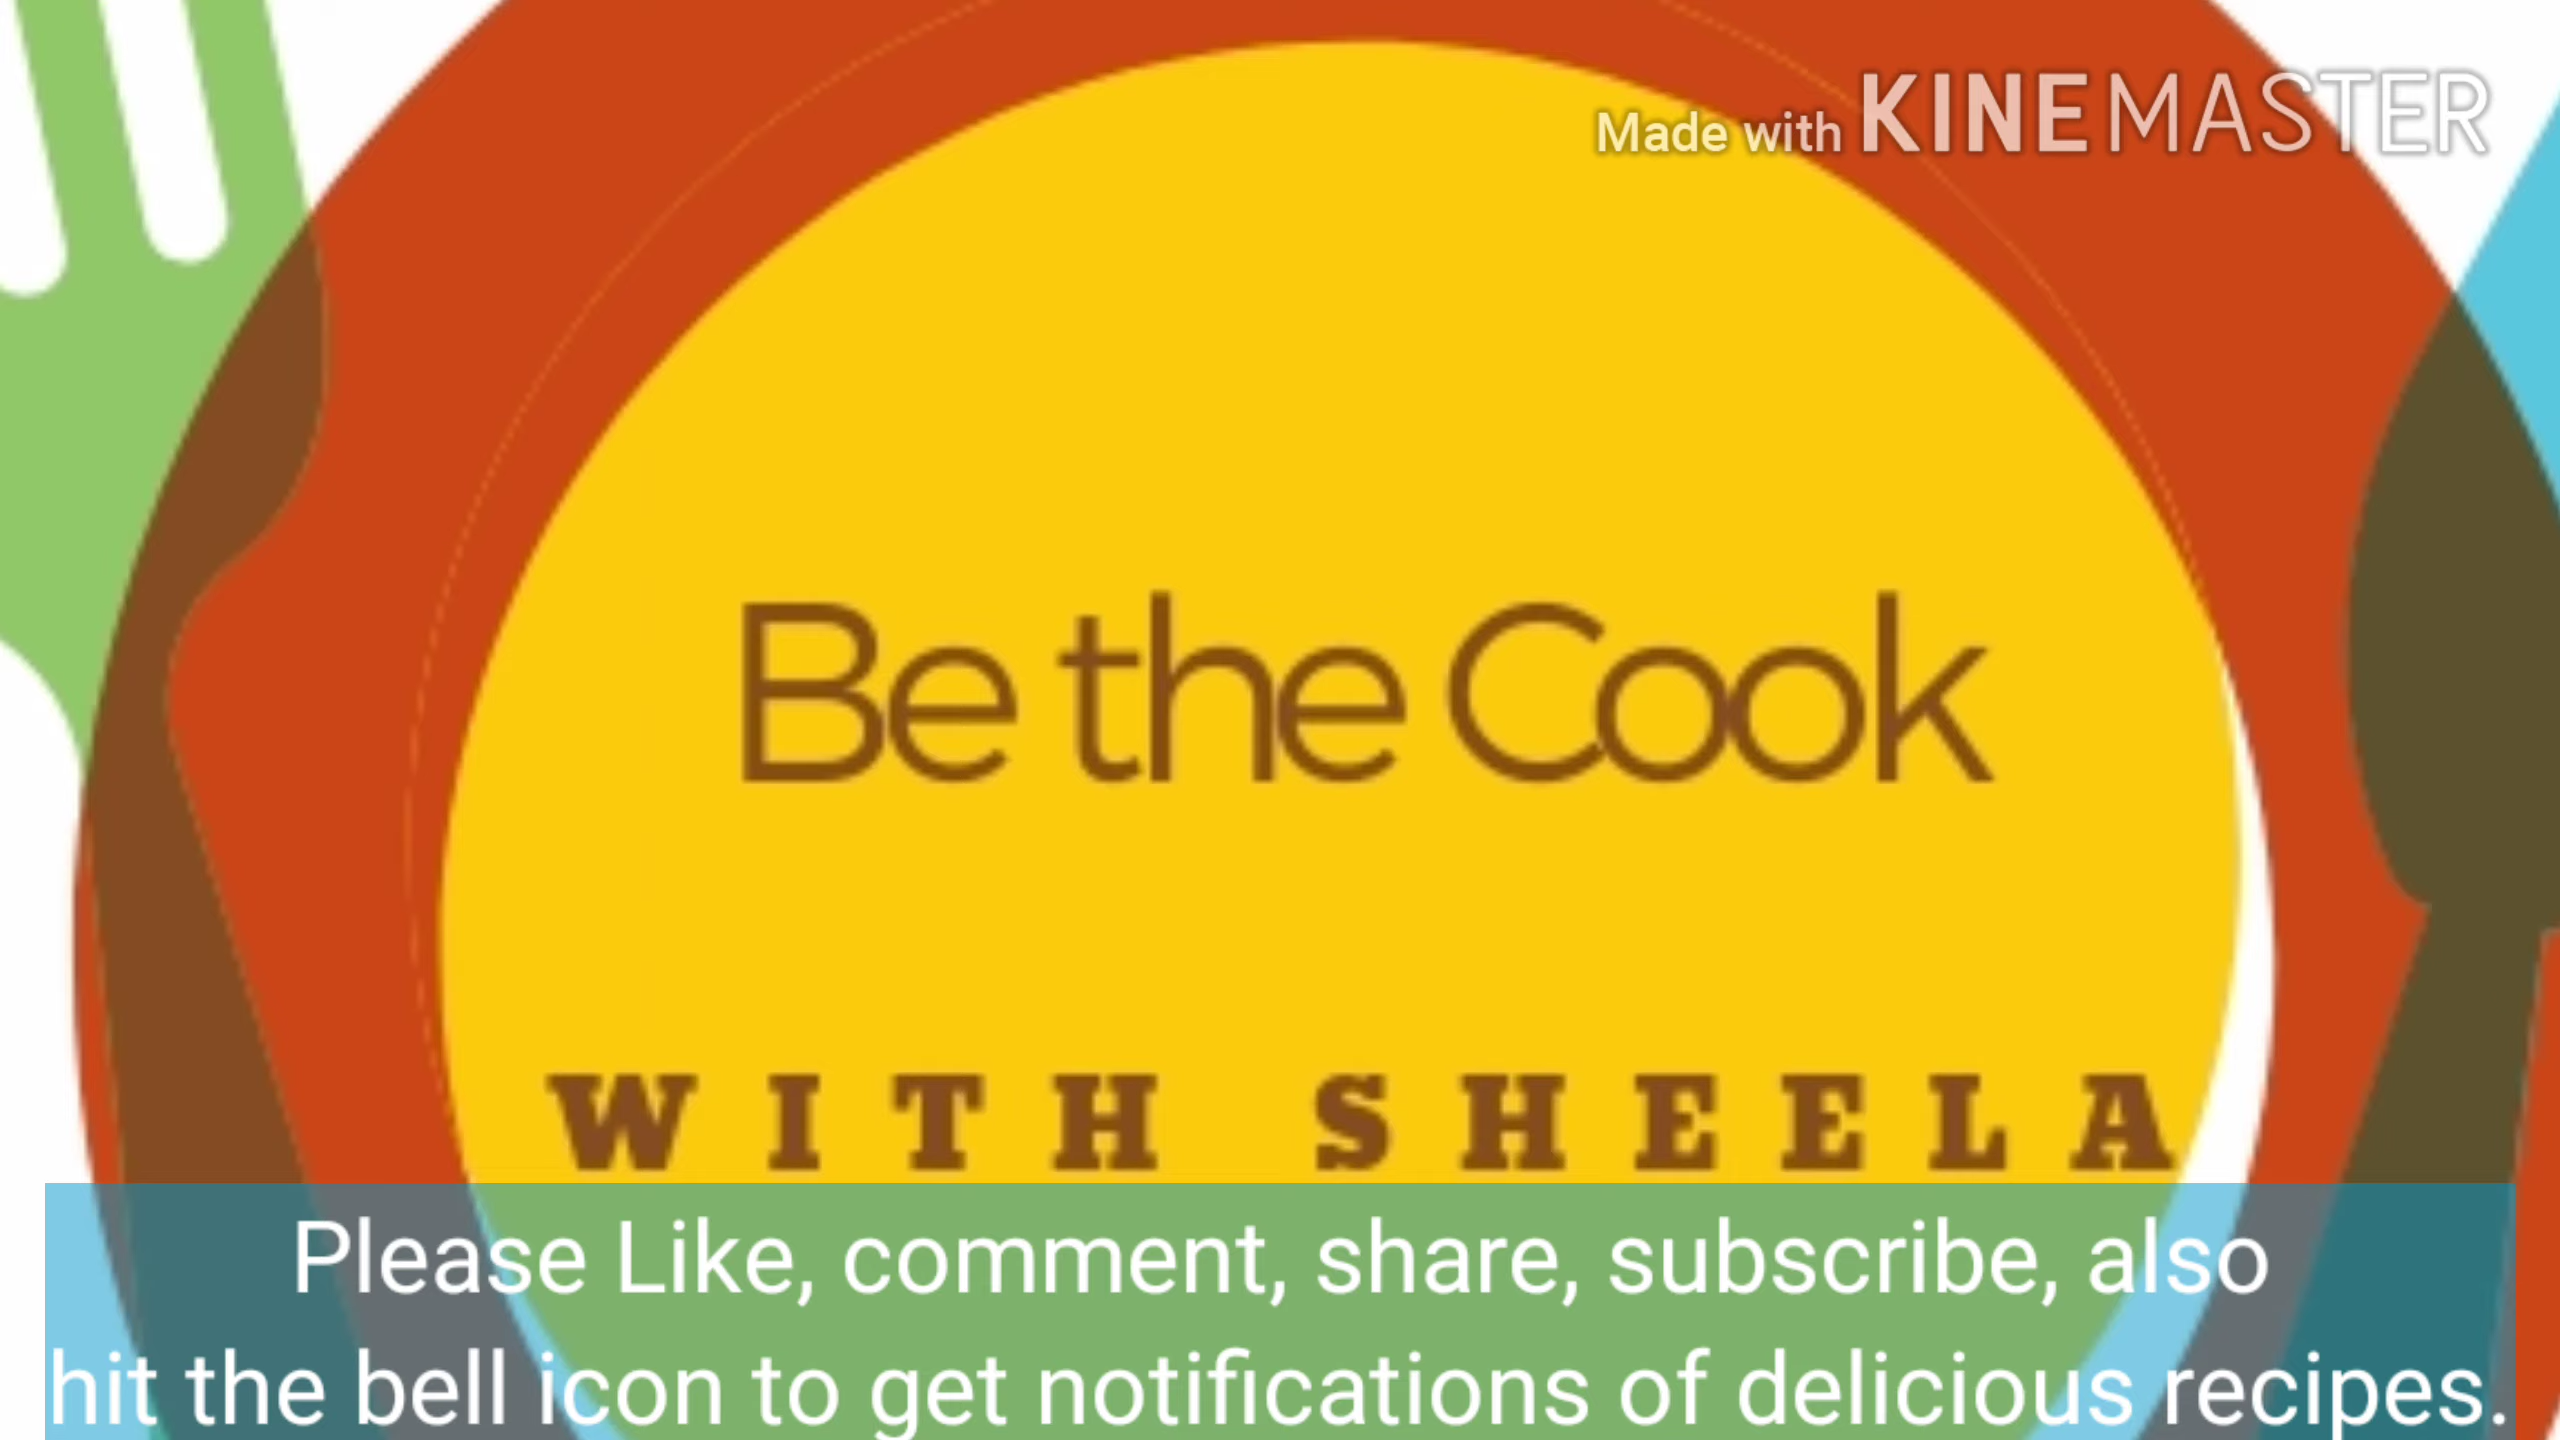 Made with KINEMASTER
Be the Cook
WITH SHEELA
Please Like, comment, share, subscribe, also
hit the bell icon to get notifications of delicious recipes.